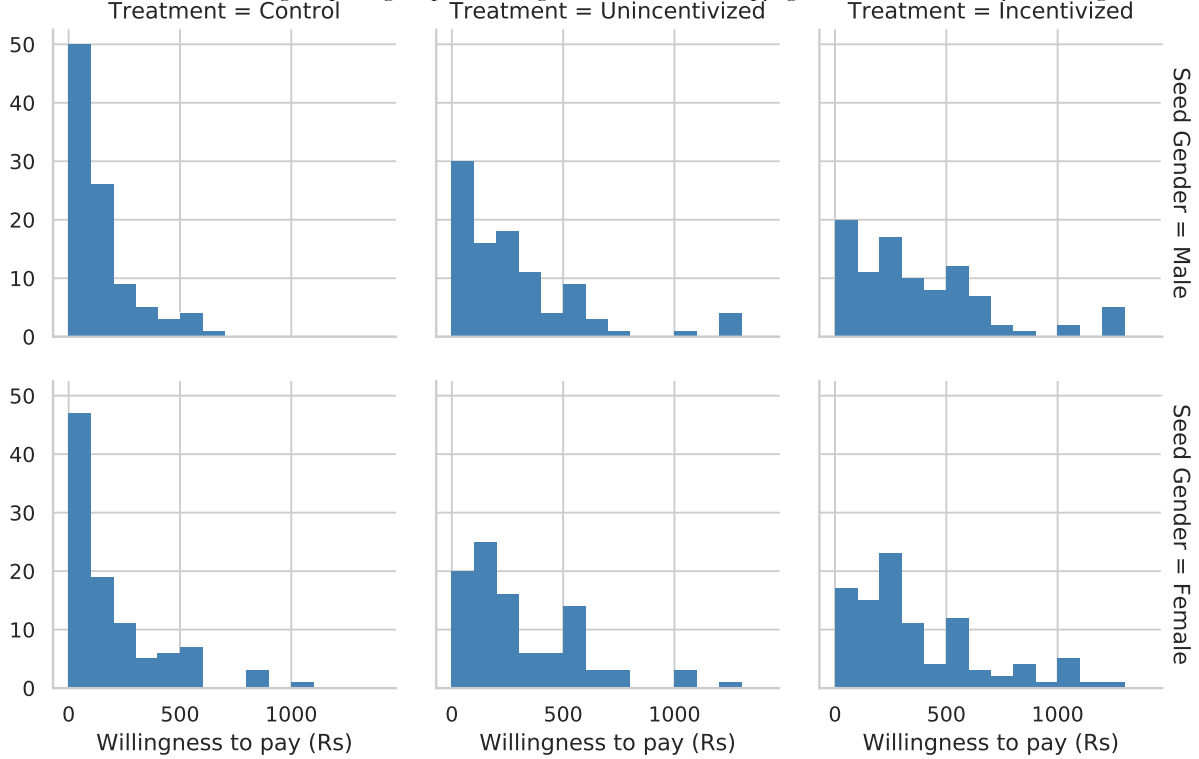 Treatment = Control
Treatment = Unincentivized
Treatment = Incentivized
50
40
30
20
10
0
Seed Gender = Male
50
40
30
20
10
0
Seed Gender = Female
0 500 1000
0 500 1000
0 500 1000
Willingness to pay (Rs)
Willingness to pay (Rs)
Willingness to pay (Rs)